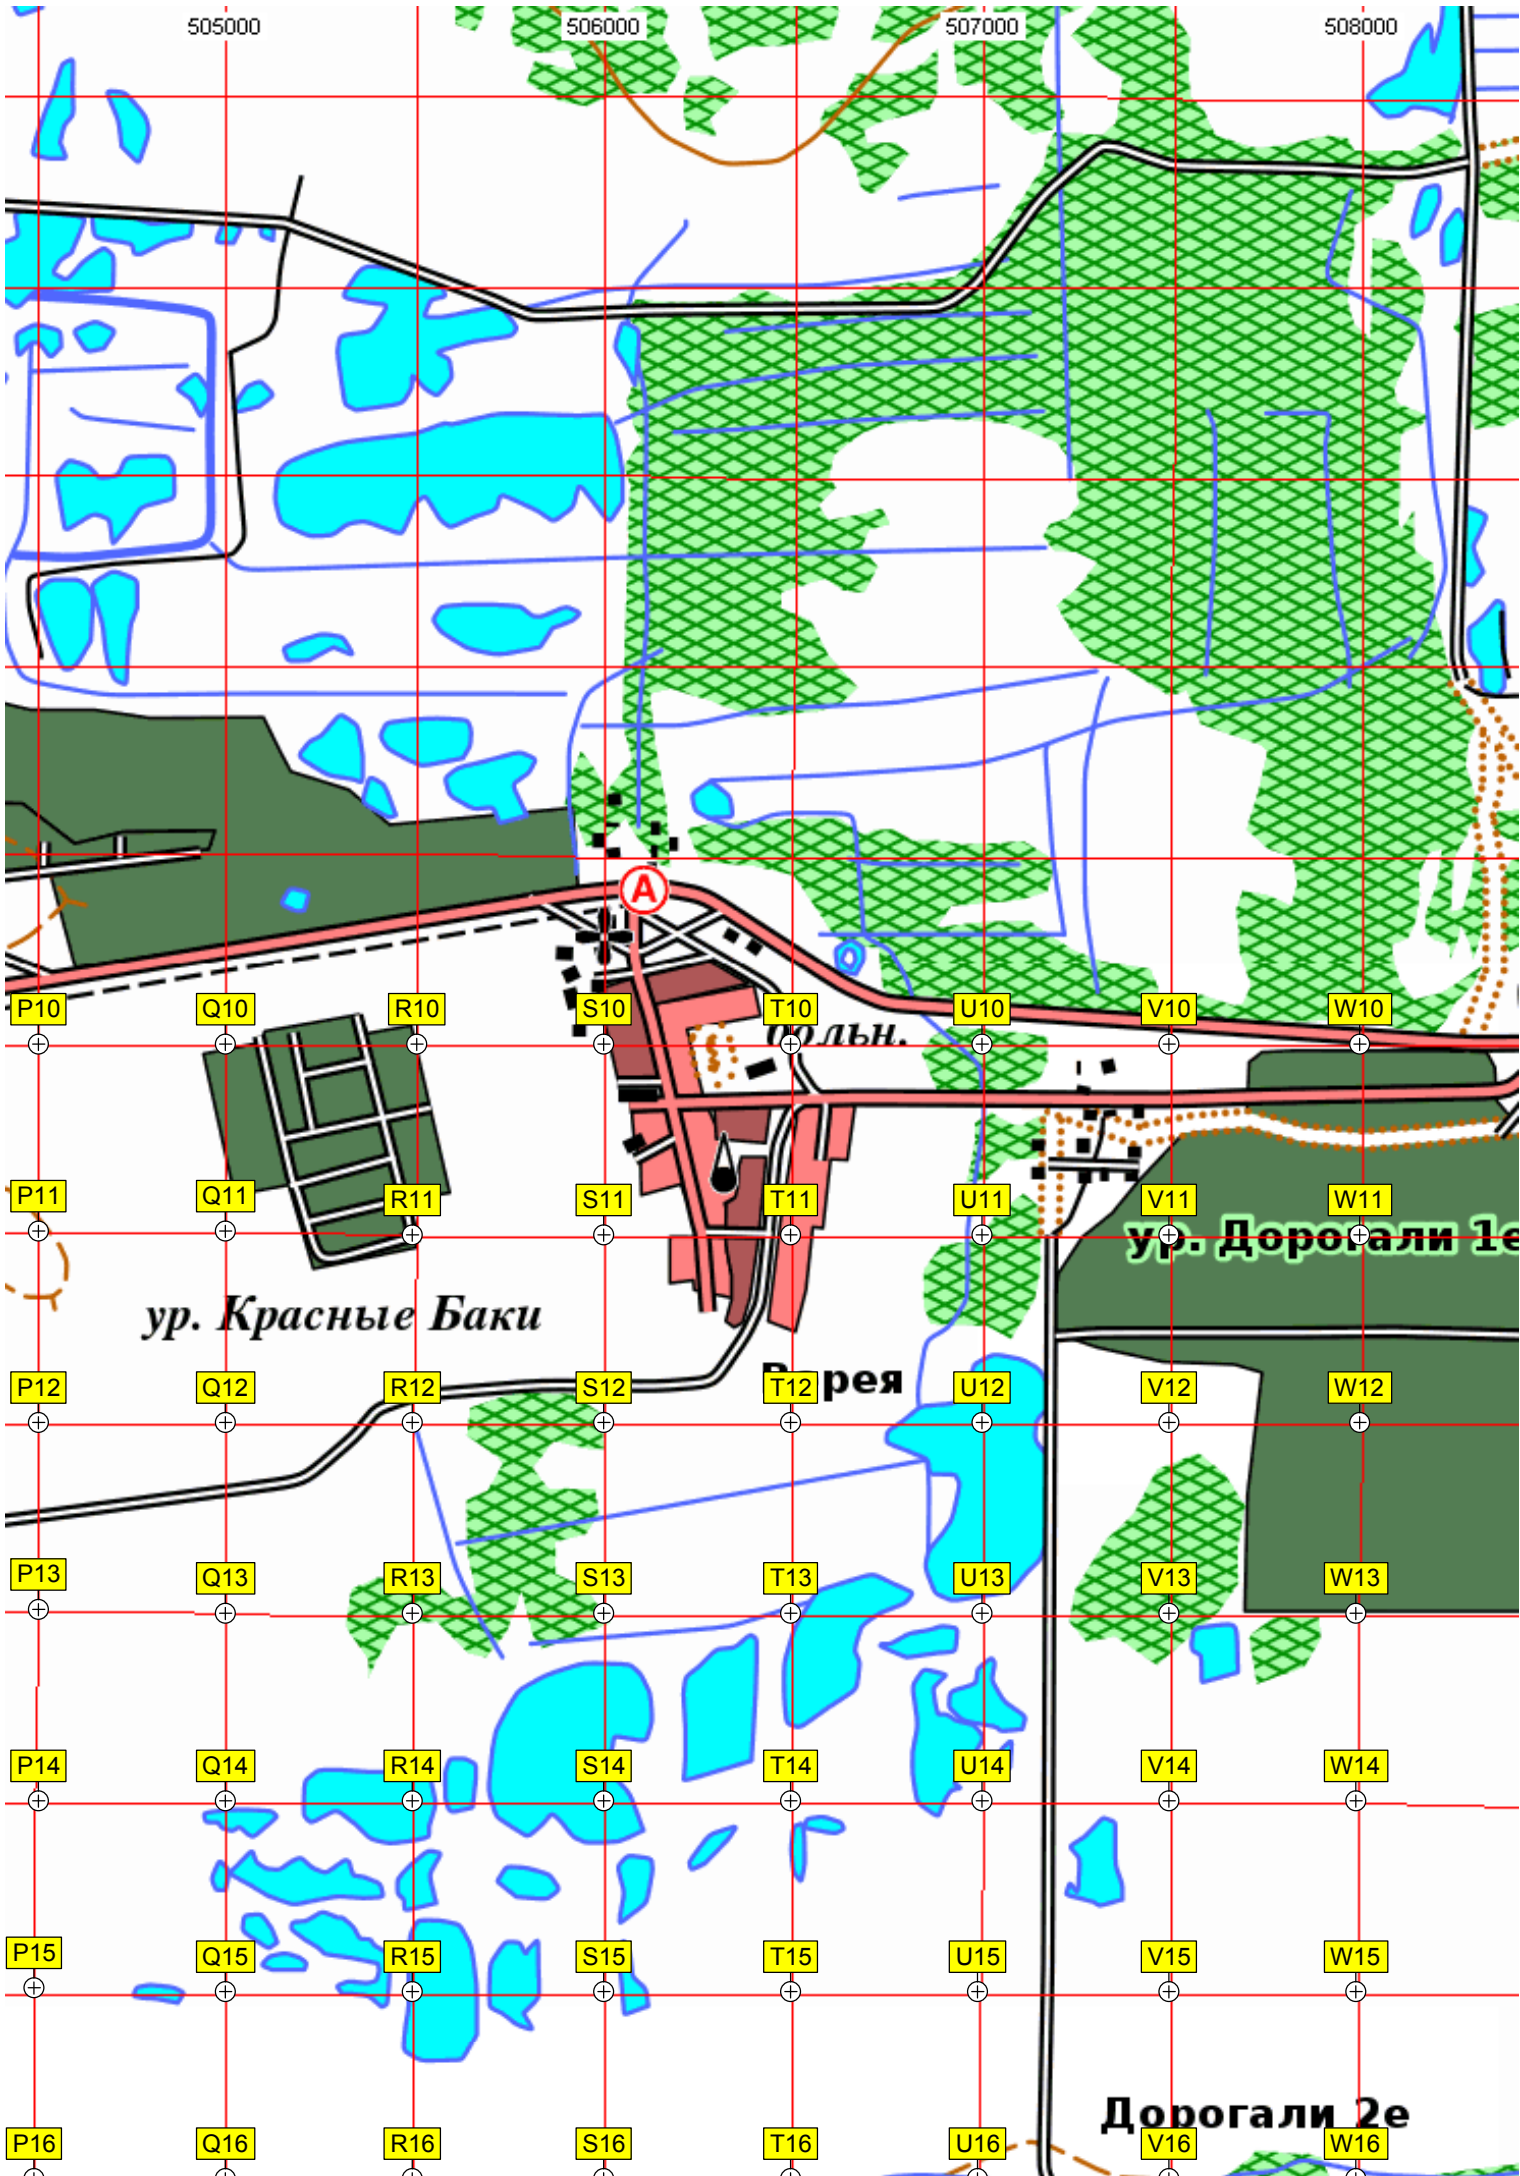 505000 506000 507000 508000
A
P10 Q10 R10 S10 T10 U10 V10 W10
больн.
P11 Q11 R11 S11 T11 U11 V11 W11
ур. Дорогали 1е
ур. Красные Баки
P12 Q12 R12 S12 T12 U12 V12 W12
P13 Q13 R13 S13 T13 U13 V13 W13
P14 Q14 R14 S14 T14 U14 V14 W14
P15 Q15 R15 S15 T15 U15 V15 W15
Дорогали 2е
P16 Q16 R16 S16 T16 U16 V16 W16